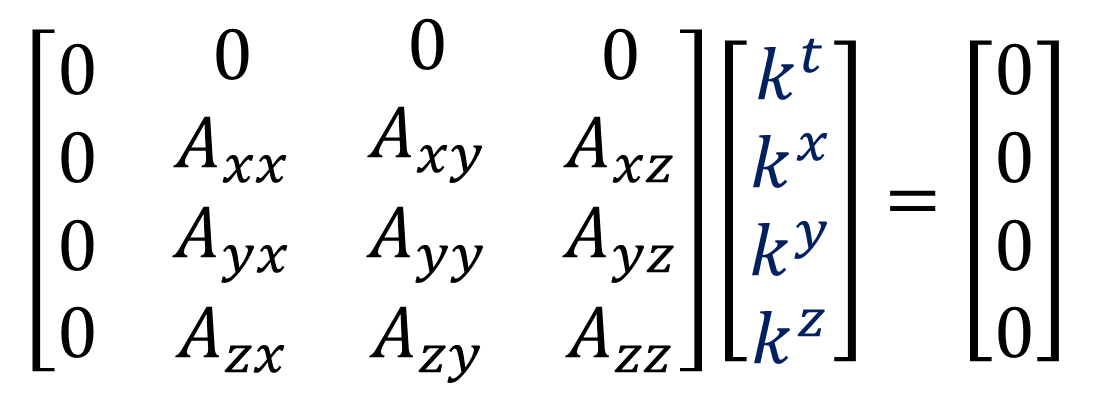 [0 0 0 0] [k^t] [0]
[0 A_xx A_xy A_xz] [k^x] [0]
[0 A_yx A_yy A_yz] [k^y] = [0]
[0 A_zx A_zy A_zz] [k^z] [0]